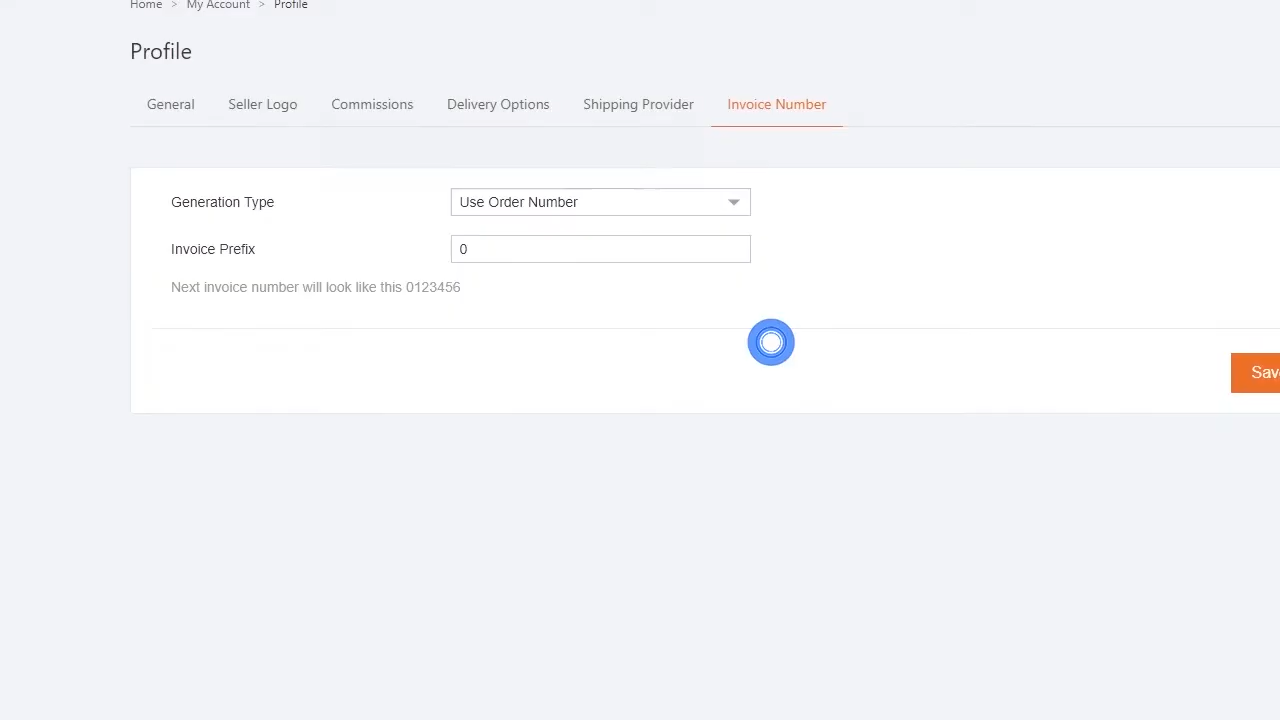 Home > My Account > Profile
Profile
General Seller Logo Commissions Delivery Options Shipping Provider Invoice Number
Generation Type Use Order Number
Invoice Prefix 0
Next invoice number will look like this 0123456